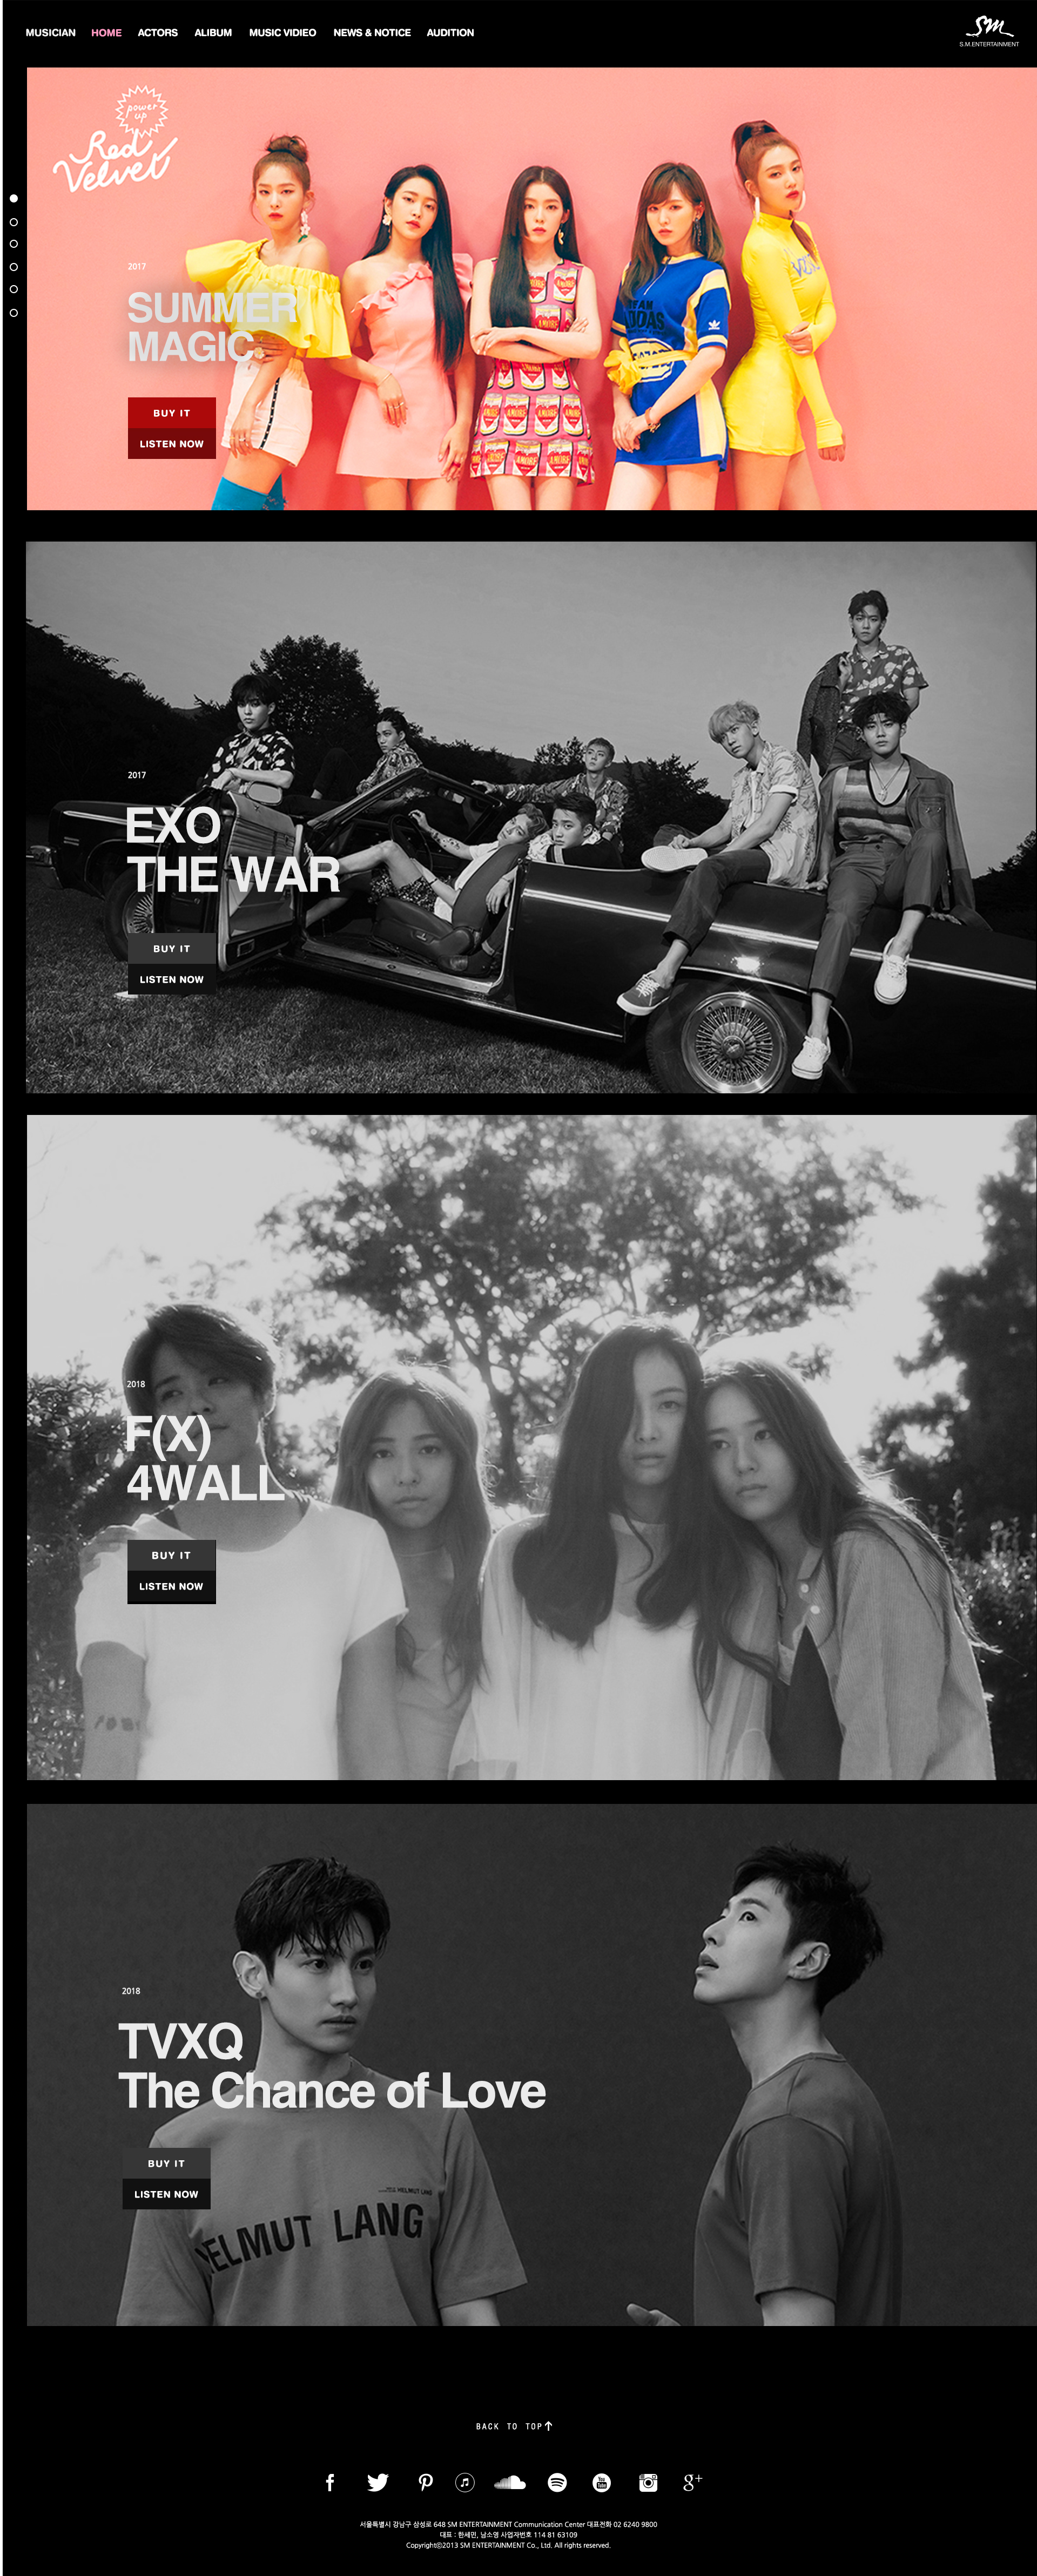 MUSICIAN HOME ACTORS ALIBUM MUSIC VIDIEO NEWS & NOTICE AUDITION
SM
S.M.ENTERTAINMENT
power
up
Red
Velvet
2017
SUMMER
MAGIC
BUY IT
LISTEN NOW
2017
EXO
THE WAR
BUY IT
LISTEN NOW
2018
F(X)
4WALL
BUY IT
LISTEN NOW
2018
TVXQ
The Chance of Love
BUY IT
LISTEN NOW
HELMUT LANG
HELMUT LANG
BACK TO TOP↑
서울특별시 강남구 삼성로 648 SM ENTERTAINMENT Communication Center 대표전화 02 6240 9800
대표 : 한세민, 남소영 사업자번호 114 81 63109
Copyright©2013 SM ENTERTAINMENT Co., Ltd. All rights reserved.